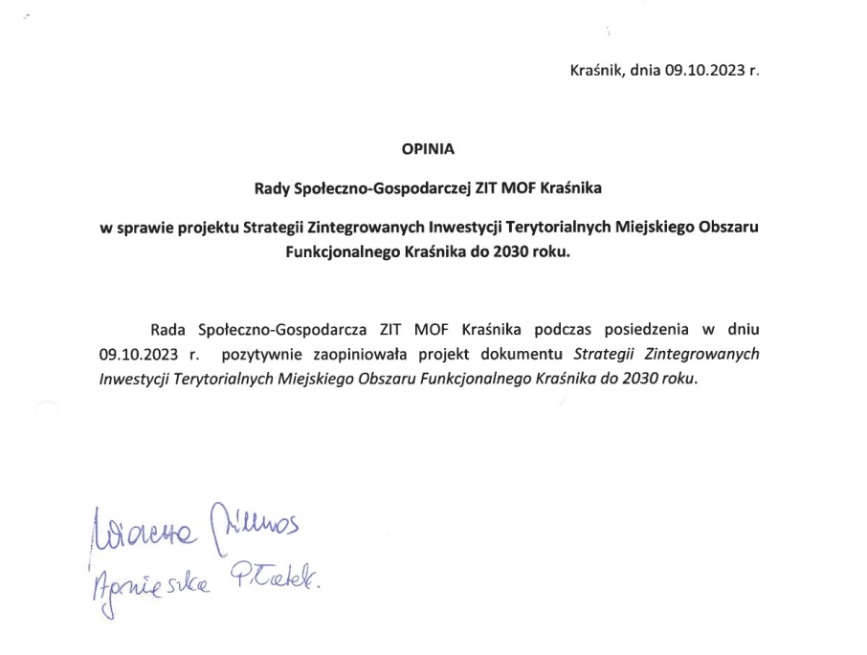 Kraśnik, dnia 09.10.2023 r.
OPINIA
Rady Społeczno-Gospodarczej ZIT MOF Kraśnika
w sprawie projektu Strategii Zintegrowanych Inwestycji Terytorialnych Miejskiego Obszaru
Funkcjonalnego Kraśnika do 2030 roku.
Rada Społeczno-Gospodarcza ZIT MOF Kraśnika podczas posiedzenia w dniu
09.10.2023 r. pozytywnie zaopiniowała projekt dokumentu Strategii Zintegrowanych
Inwestycji Terytorialnych Miejskiego Obszaru Funkcjonalnego Kraśnika do 2030 roku.
Agnieszka Płatek.